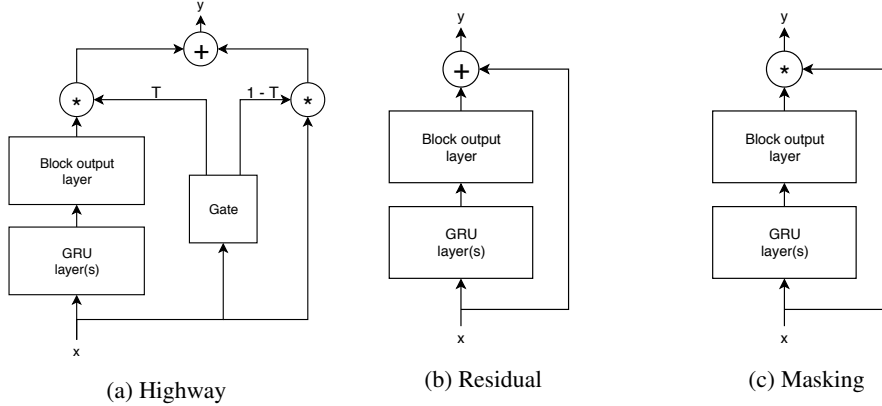 y
+
*
T
1 - T
*
Block output
layer
Gate
GRU
layer(s)
x
(a) Highway
y
+
Block output
layer
GRU
layer(s)
x
(b) Residual
y
*
Block output
layer
GRU
layer(s)
x
(c) Masking